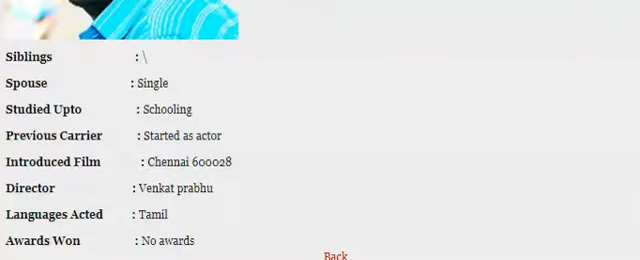 Siblings : \
Spouse : Single
Studied Upto : Schooling
Previous Carrier : Started as actor
Introduced Film : Chennai 600028
Director : Venkat prabhu
Languages Acted : Tamil
Awards Won : No awards
Back